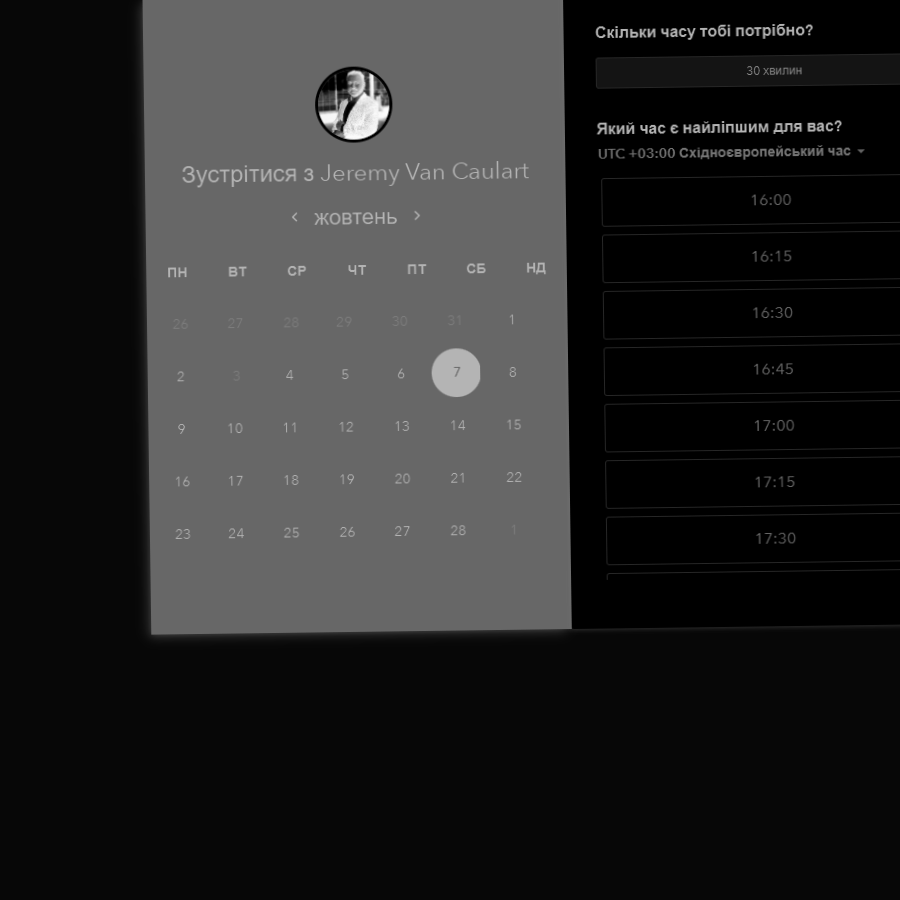 Зустрітися з Jeremy Van Caulart
жовтень
ПН ВТ СР ЧТ ПТ СБ НД
26 27 28 29 30 31 1
2 3 4 5 6 7 8
9 10 11 12 13 14 15
16 17 18 19 20 21 22
23 24 25 26 27 28 1
Скільки часу тобі потрібно?
30 хвилин
Який час є найліпшим для вас?
UTC +03:00 Східноєвропейський час
16:00
16:15
16:30
16:45
17:00
17:15
17:30